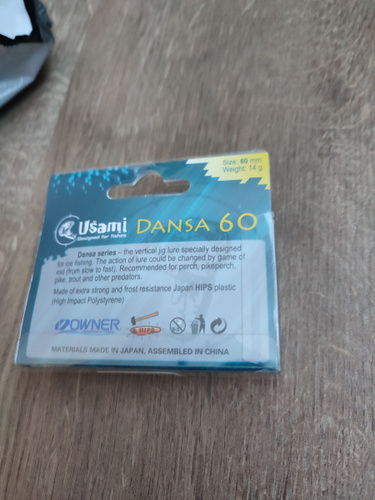 Size: 60 mm
Weight: 14 g
Usami DANSA 60
Designed for fishing
Dansa series – the vertical jig lure specially designed
for ice fishing. The action of lure could be changed by game of
rod (from slow to fast). Recommended for perch, pikeperch,
pike, trout and other predators.
Made of extra strong and frost resistance Japan HIPS plastic
(High Impact Polystyrene)
OWNER HIPS
MATERIALS MADE IN JAPAN, ASSEMBLED IN CHINA